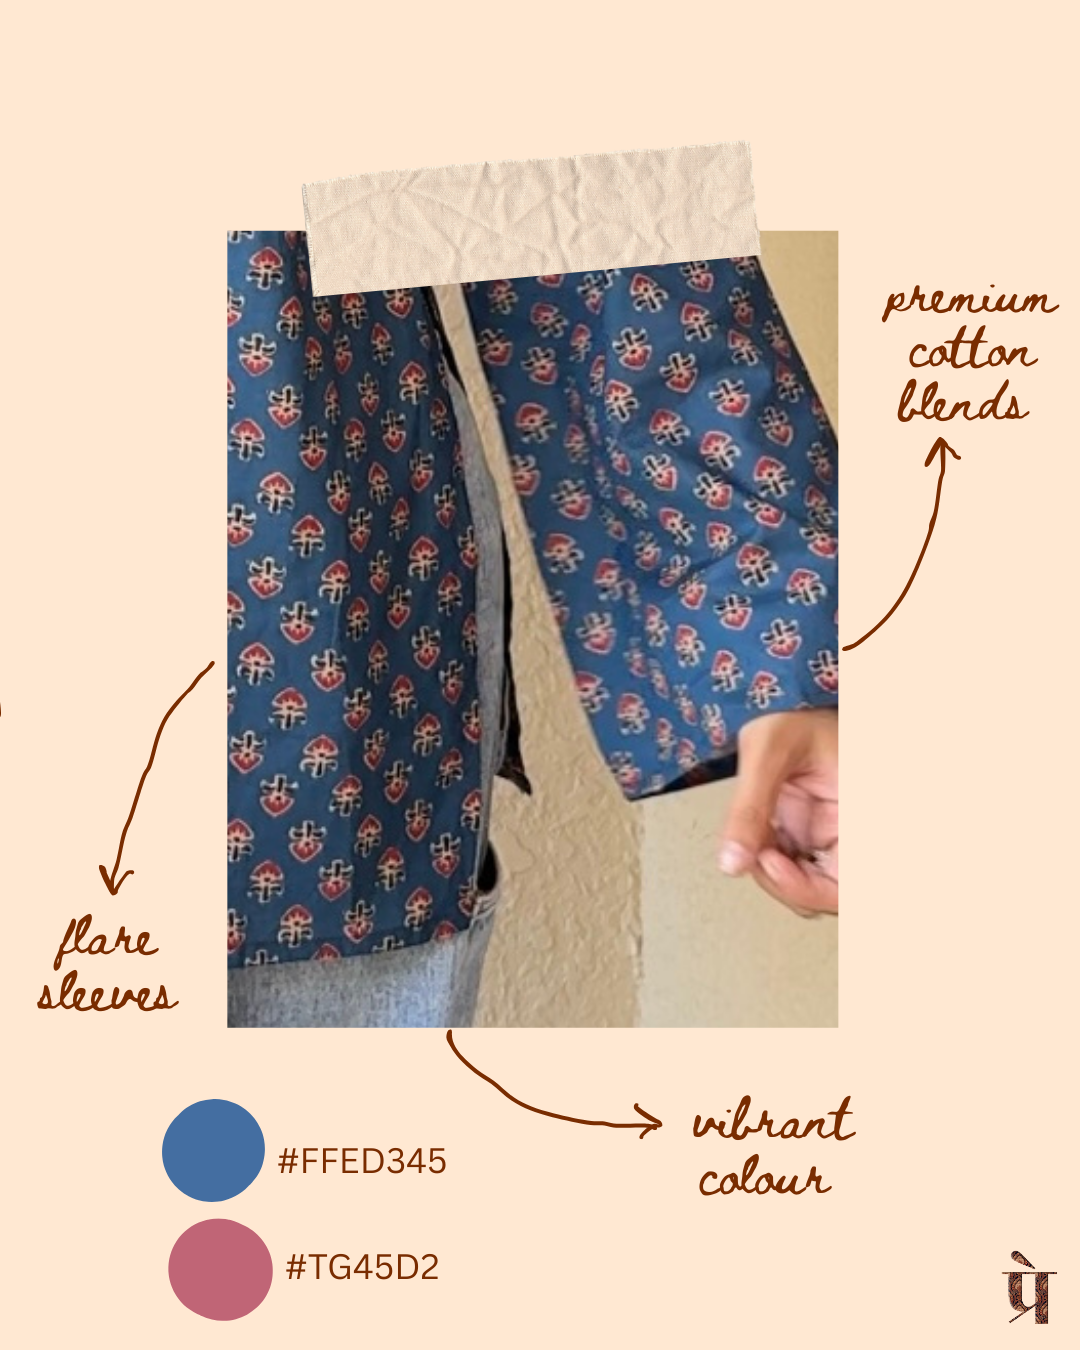 premium
cotton
blends
flare
sleeves
vibrant
colour
#FFED345
#TG45D2
प्रे